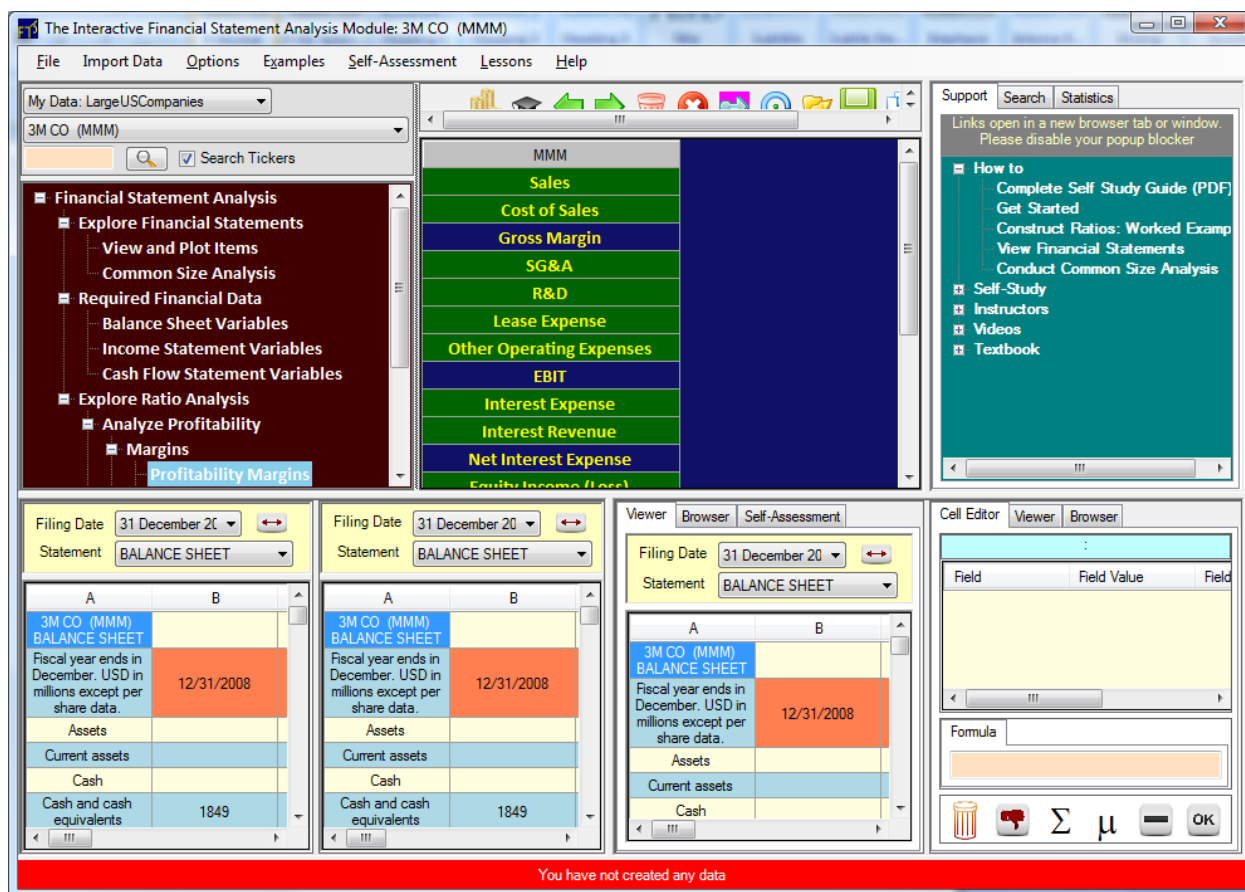 The Interactive Financial Statement Analysis Module: 3M CO (MMM)
File Import Data Options Examples Self-Assessment Lessons Help
My Data: LargeUSCompanies
3M CO (MMM)
Search Tickers
Financial Statement Analysis
Explore Financial Statements
View and Plot Items
Common Size Analysis
Required Financial Data
Balance Sheet Variables
Income Statement Variables
Cash Flow Statement Variables
Explore Ratio Analysis
Analyze Profitability
Margins
Profitability Margins
MMM
Sales
Cost of Sales
Gross Margin
SG&A
R&D
Lease Expense
Other Operating Expenses
EBIT
Interest Expense
Interest Revenue
Net Interest Expense
Equity Income (Loss)
Support Search Statistics
Links open in a new browser tab or window.
Please disable your popup blocker
How to
Complete Self Study Guide (PDF)
Get Started
Construct Ratios: Worked Examp
View Financial Statements
Conduct Common Size Analysis
Self-Study
Instructors
Videos
Textbook
Filing Date 31 December 20
Statement BALANCE SHEET
A B
3M CO (MMM)
BALANCE SHEET
Fiscal year ends in
December. USD in
millions except per
share data.
12/31/2008
Assets
Current assets
Cash
Cash and cash
equivalents
1849
Filing Date 31 December 20
Statement BALANCE SHEET
A B
3M CO (MMM)
BALANCE SHEET
Fiscal year ends in
December. USD in
millions except per
share data.
12/31/2008
Assets
Current assets
Cash
Cash and cash
equivalents
1849
Viewer Browser Self-Assessment
Filing Date 31 December 20
Statement BALANCE SHEET
A B
3M CO (MMM)
BALANCE SHEET
Fiscal year ends in
December. USD in
millions except per
share data.
12/31/2008
Assets
Current assets
Cash
Cell Editor Viewer Browser
:
Field Field Value Field
Formula
Σ μ OK
You have not created any data